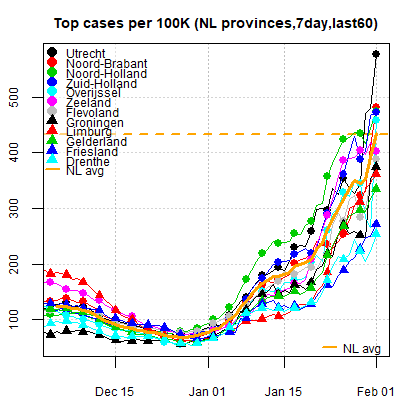 Top cases per 100K (NL provinces,7day,last60)
Utrecht
Noord-Brabant
Noord-Holland
Zuid-Holland
Overijssel
Zeeland
Flevoland
Groningen
Limburg
Gelderland
Friesland
Drenthe
NL avg
500
400
300
200
100
NL avg
Dec 15
Jan 01
Jan 15
Feb 01